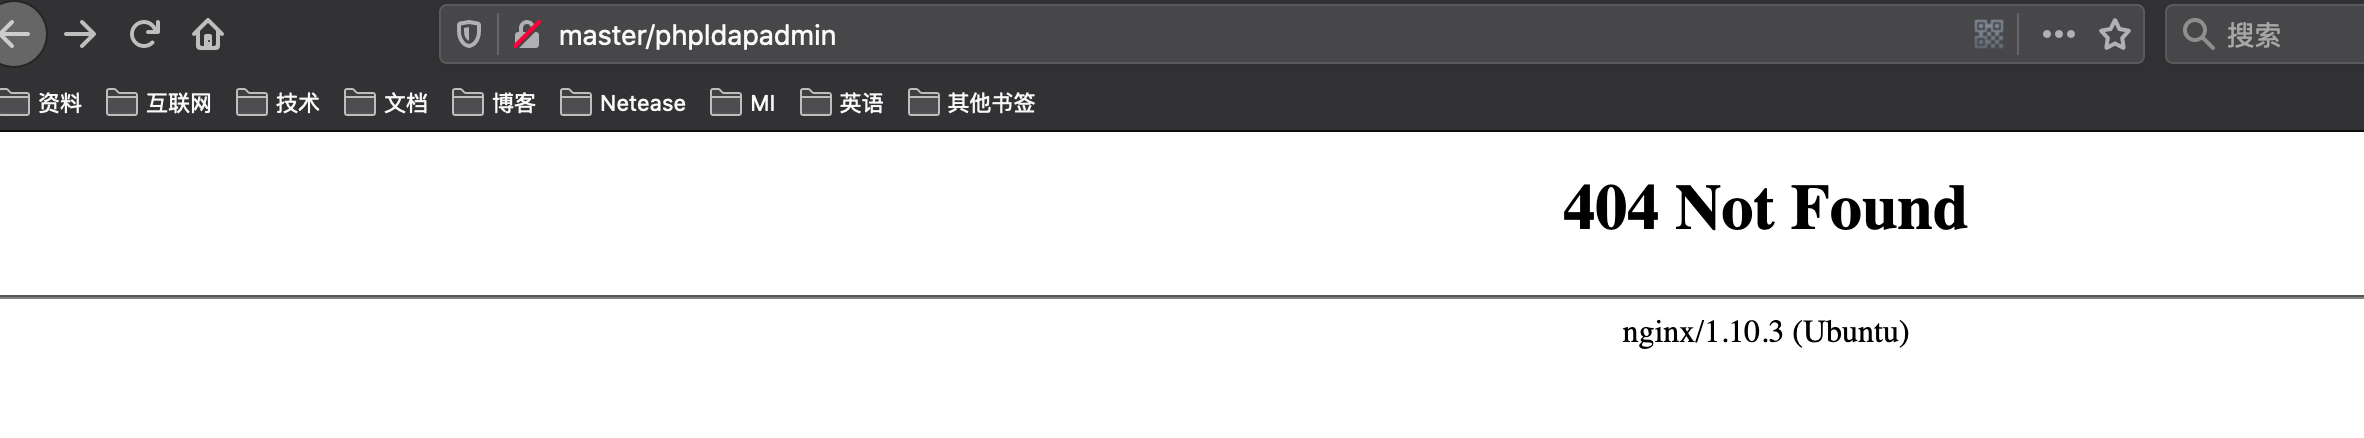 master/phpldapadmin
搜索
资料 互联网 技术 文档 博客 Netease MI 英语 其他书签
404 Not Found
nginx/1.10.3 (Ubuntu)